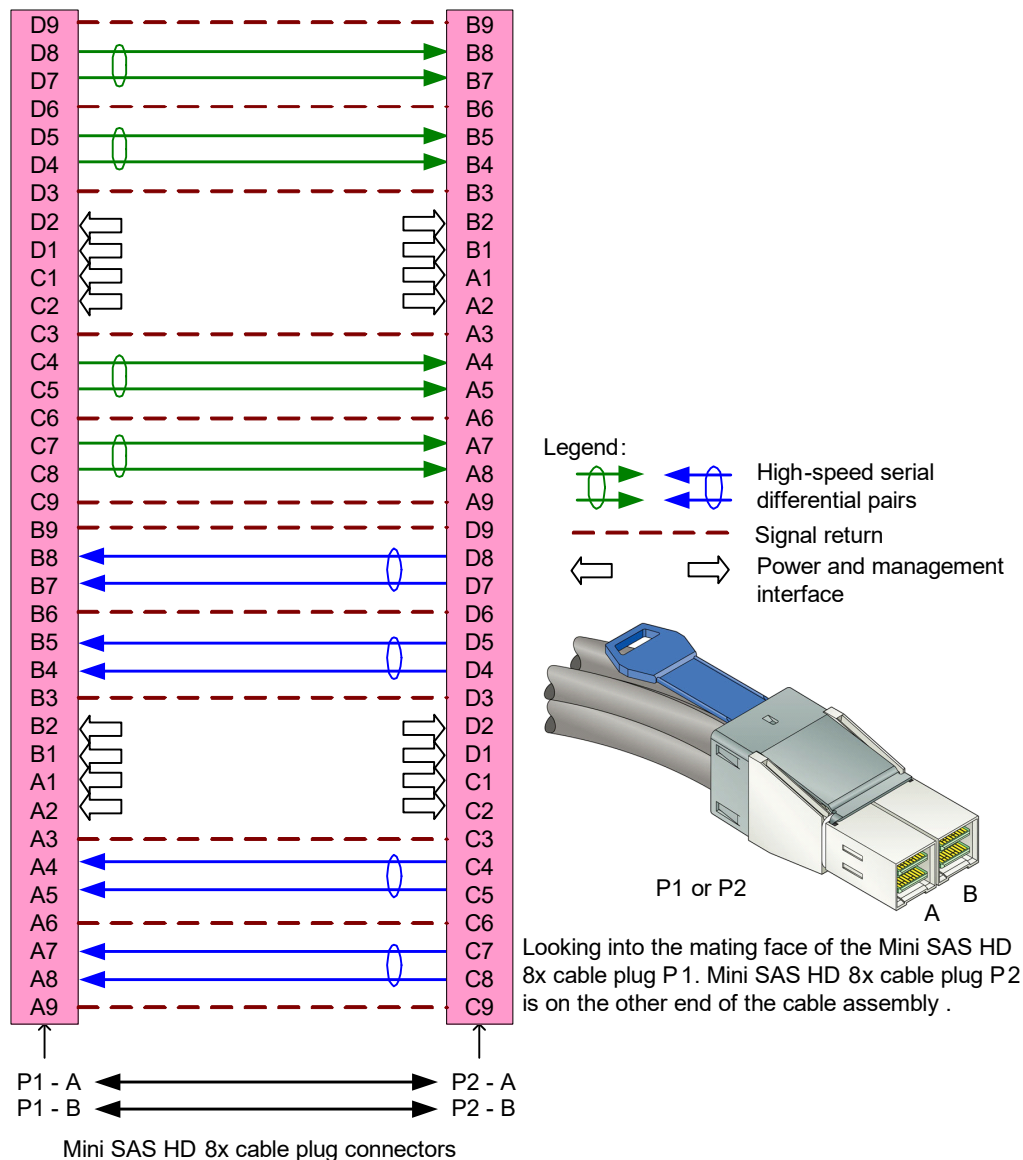 D9 B9
D8 B8
D7 B7
D6 B6
D5 B5
D4 B4
D3 B3
D2 B2
D1 B1
C1 A1
C2 A2
C3 A3
C4 A4
C5 A5
C6 A6
C7 A7
C8 A8
C9 A9
B9 D9
B8 D8
B7 D7
B6 D6
B5 D5
B4 D4
B3 D3
B2 D2
B1 D1
A1 C1
A2 C2
A3 C3
A4 C4
A5 C5
A6 C6
A7 C7
A8 C8
A9 C9
P1 - A P2 - A
P1 - B P2 - B
Mini SAS HD 8x cable plug connectors
Legend:
High-speed serial
differential pairs
Signal return
Power and management
interface
P1 or P2
A
B
Looking into the mating face of the Mini SAS HD
8x cable plug P1. Mini SAS HD 8x cable plug P2
is on the other end of the cable assembly .